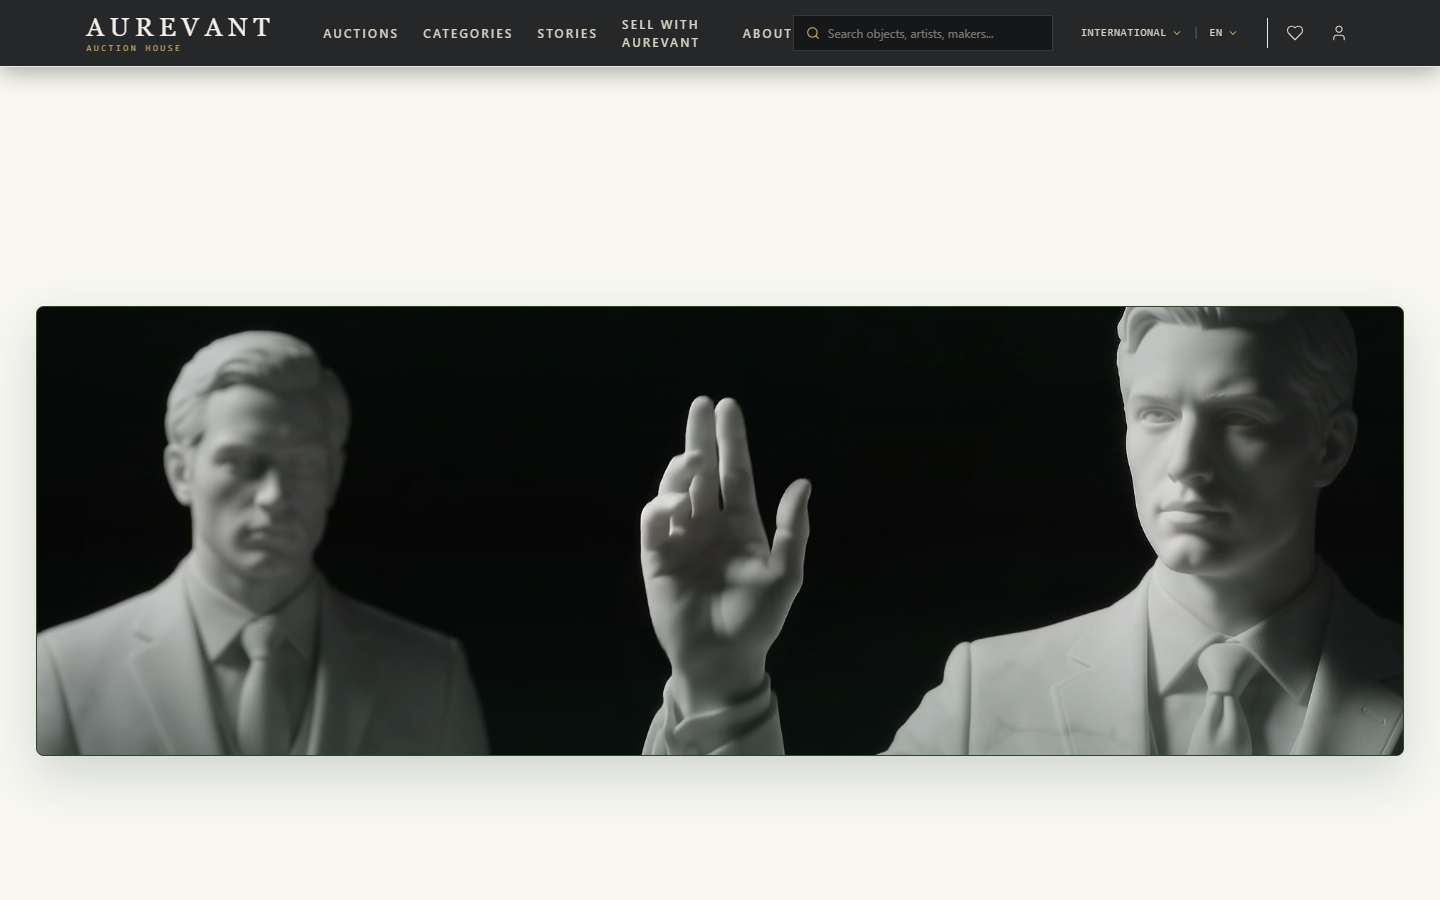 AUREVANT
AUCTION HOUSE
AUCTIONS
CATEGORIES
STORIES
SELL WITH
AUREVANT
ABOUT
Search objects, artists, makers...
INTERNATIONAL
EN